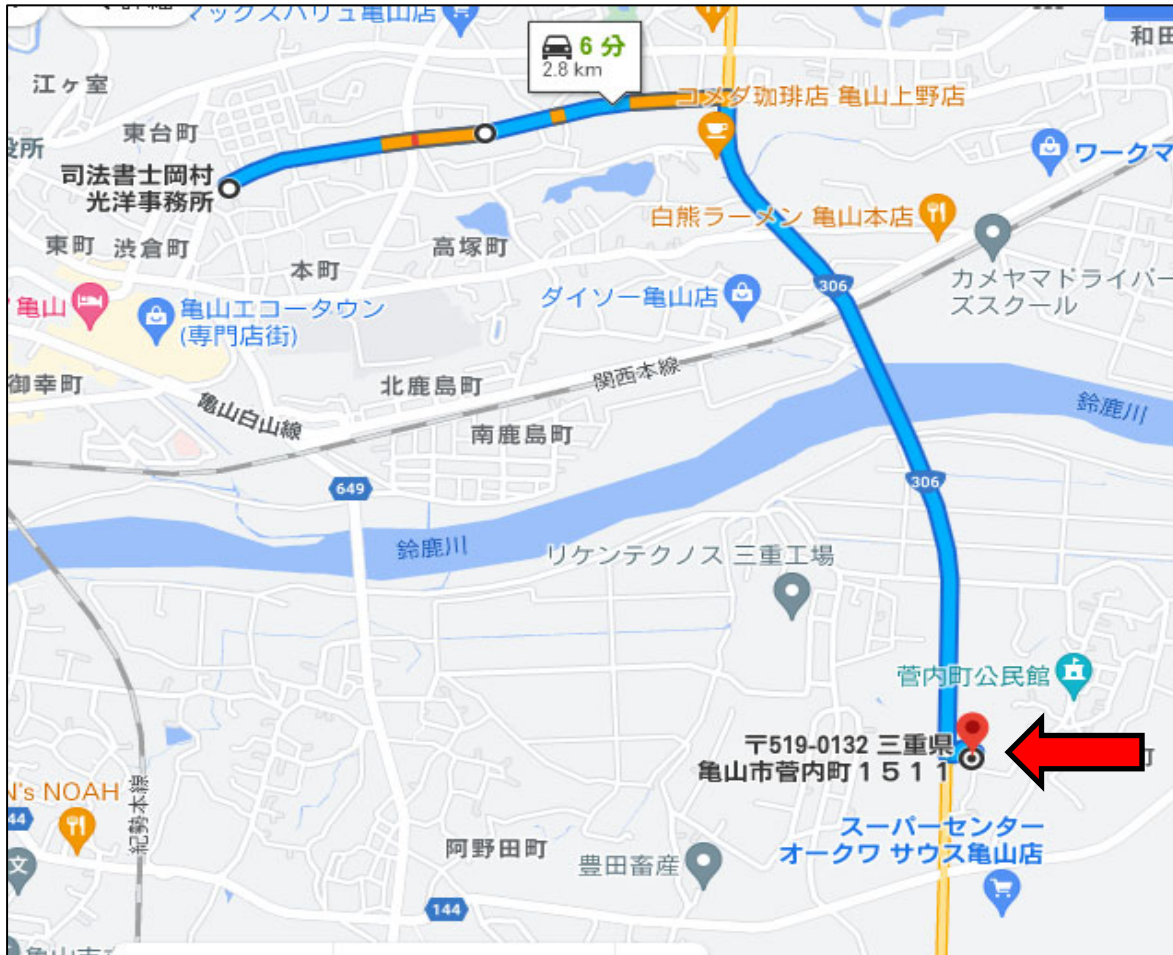 マックスバリュ亀山店
江ヶ室
東台町
役所
司法書士岡村
光洋事務所
6 分
2.8 km
コメダ珈琲店 亀山上野店
和田
ワークマ
白熊ラーメン 亀山本店
東町
渋倉町
本町
高塚町
亀山
亀山エコータウン
(専門店街)
ダイソー亀山店
306
カメヤマドライバー
ズスクール
御幸町
北鹿島町
関西本線
亀山白山線
南鹿島町
鈴鹿川
649
306
鈴鹿川
リケンテクノス 三重工場
菅内町公民館
〒519-0132 三重県
亀山市菅内町1511
町
N's NOAH
44
紀勢本線
文
阿野田町
豊田畜産
スーパーセンター
オークワ サウス亀山店
144